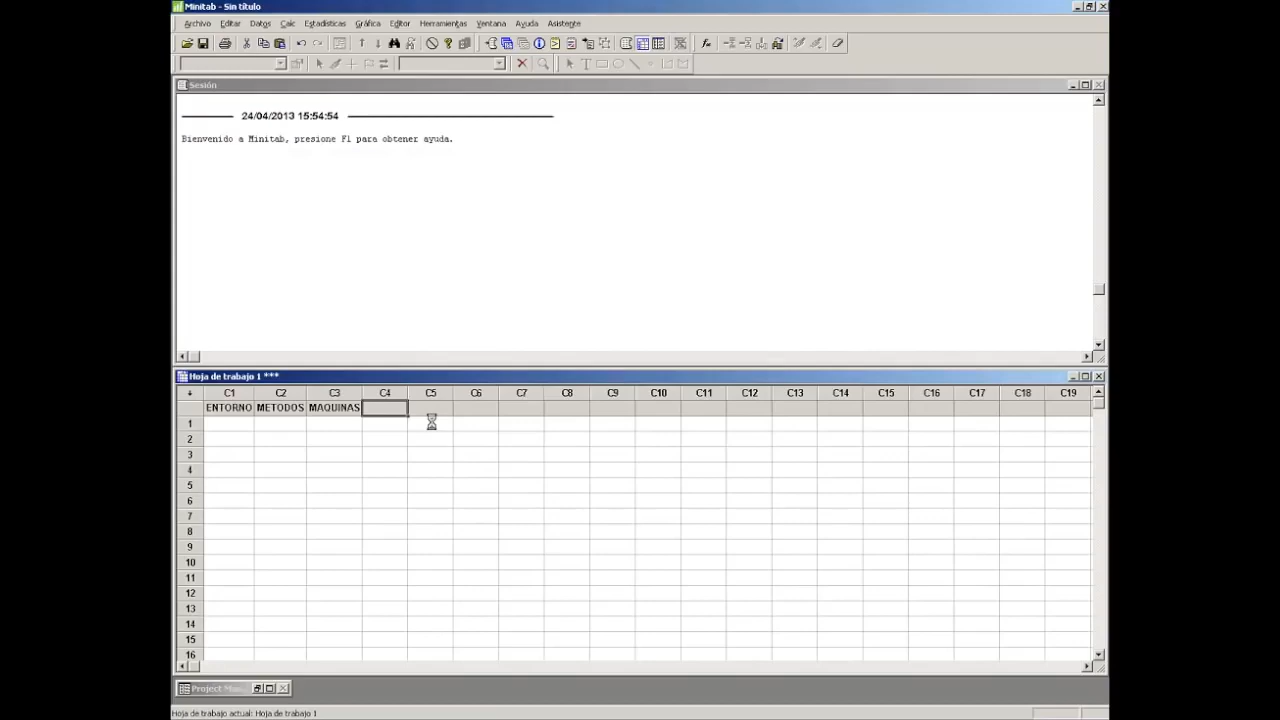 Minitab - Sin título
Archivo Editar Datos Calc Estadísticas Gráfica Editor Herramientas Ventana Ayuda Asistente
Sesión
24/04/2013 15:54:54
Bienvenido a Minitab, presione F1 para obtener ayuda.
Hoja de trabajo 1 ***
C1 C2 C3 C4 C5 C6 C7 C8 C9 C10 C11 C12 C13 C14 C15 C16 C17 C18 C19
ENTORNO METODOS MAQUINAS
1
2
3
4
5
6
7
8
9
10
11
12
13
14
15
16
Project
Hoja de trabajo actual: Hoja de trabajo 1